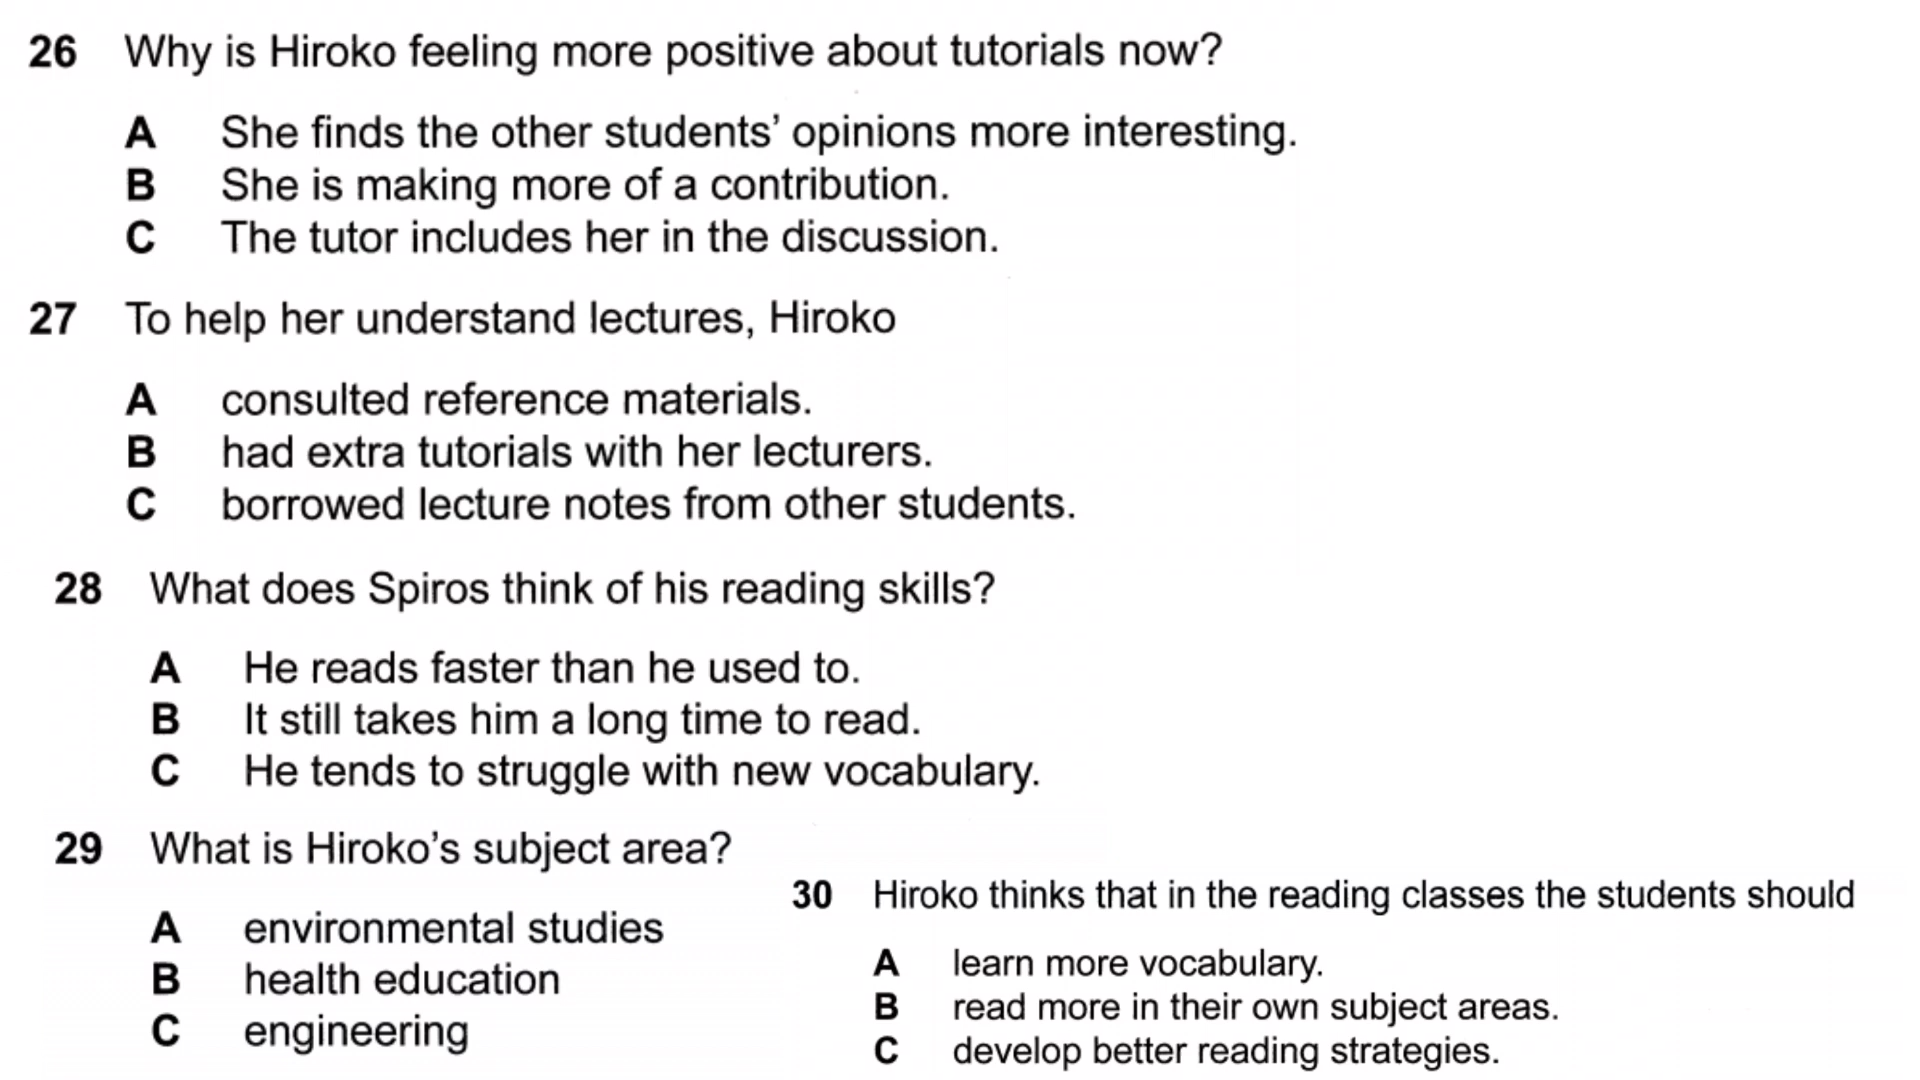 26 Why is Hiroko feeling more positive about tutorials now?
A She finds the other students’ opinions more interesting.
B She is making more of a contribution.
C The tutor includes her in the discussion.
27 To help her understand lectures, Hiroko
A consulted reference materials.
B had extra tutorials with her lecturers.
C borrowed lecture notes from other students.
28 What does Spiros think of his reading skills?
A He reads faster than he used to.
B It still takes him a long time to read.
C He tends to struggle with new vocabulary.
29 What is Hiroko’s subject area?
A environmental studies
B health education
C engineering
30 Hiroko thinks that in the reading classes the students should
A learn more vocabulary.
B read more in their own subject areas.
C develop better reading strategies.